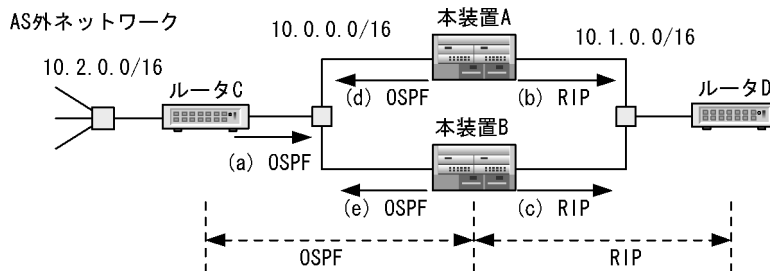 AS外ネットワーク
10.2.0.0/16
ルータC
10.0.0.0/16
本装置A
10.1.0.0/16
ルータD
(d) OSPF
(b) RIP
(a) OSPF
本装置B
(e) OSPF
(c) RIP
OSPF
RIP